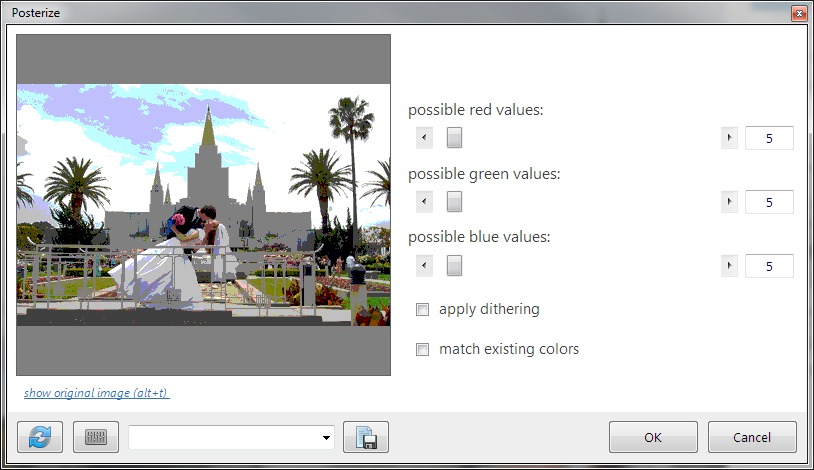 Posterize
possible red values:
5
possible green values:
5
possible blue values:
5
apply dithering
match existing colors
show original image (alt+t)
OK
Cancel